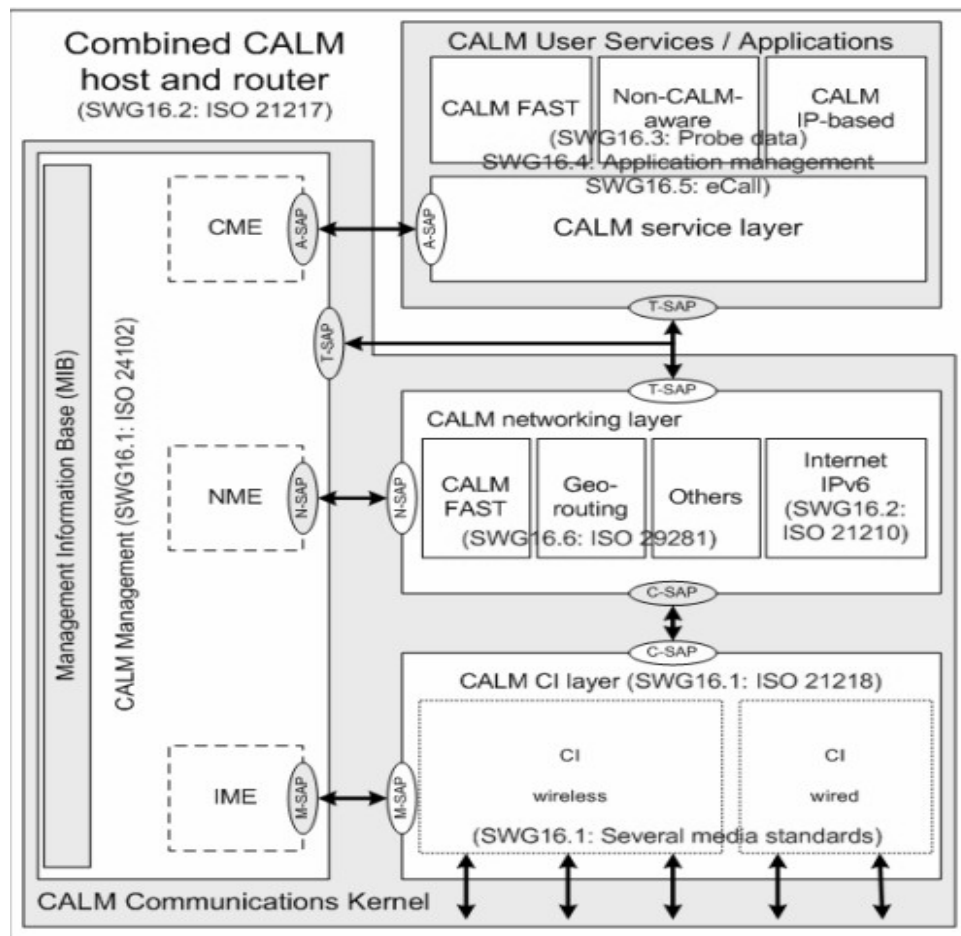 Combined CALM
host and router
(SWG16.2: ISO 21217)
CALM User Services / Applications
CALM FAST
Non-CALM-
aware
CALM
IP-based
(SWG16.3: Probe data)
SWG16.4: Application management
SWG16.5: eCall)
CALM service layer
A-SAP
T-SAP
Management Information Base (MIB)
CALM Management (SWG16.1: ISO 24102)
CME
A-SAP
T-SAP
NME
N-SAP
IME
M-SAP
T-SAP
CALM networking layer
N-SAP
CALM
FAST
Geo-
routing
Others
Internet
IPv6
(SWG16.2:
ISO 21210)
(SWG16.6: ISO 29281)
C-SAP
C-SAP
CALM CI layer (SWG16.1: ISO 21218)
M-SAP
CI
wireless
CI
wired
(SWG16.1: Several media standards)
CALM Communications Kernel